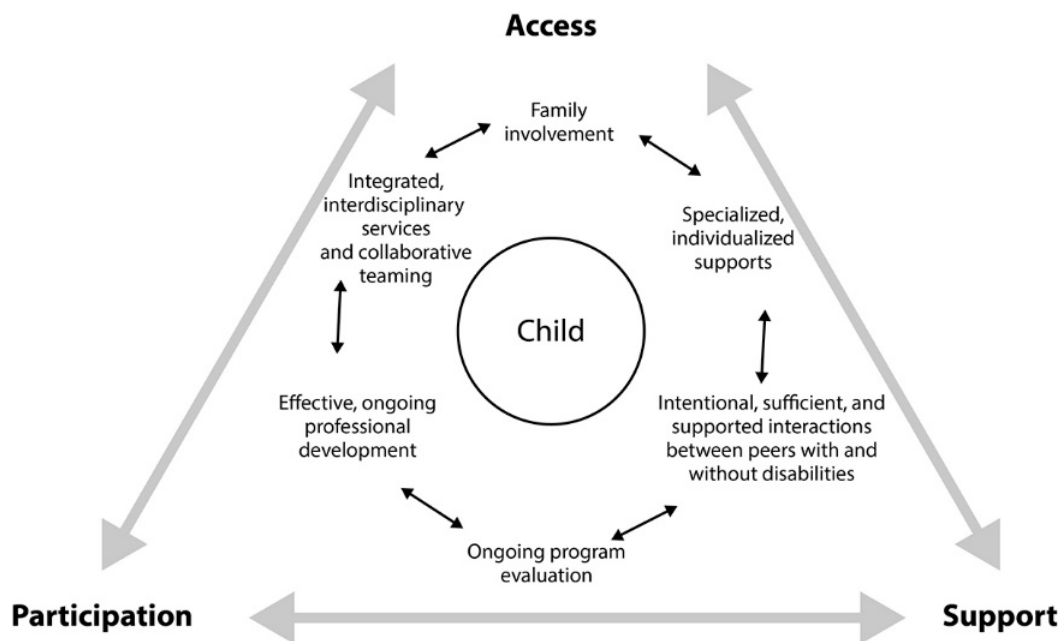 Access
Family
involvement
Integrated,
interdisciplinary
services
and collaborative
teaming
Specialized,
individualized
supports
Child
Effective, ongoing
professional
development
Intentional, sufficient, and
supported interactions
between peers with and
without disabilities
Ongoing program
evaluation
Participation
Support